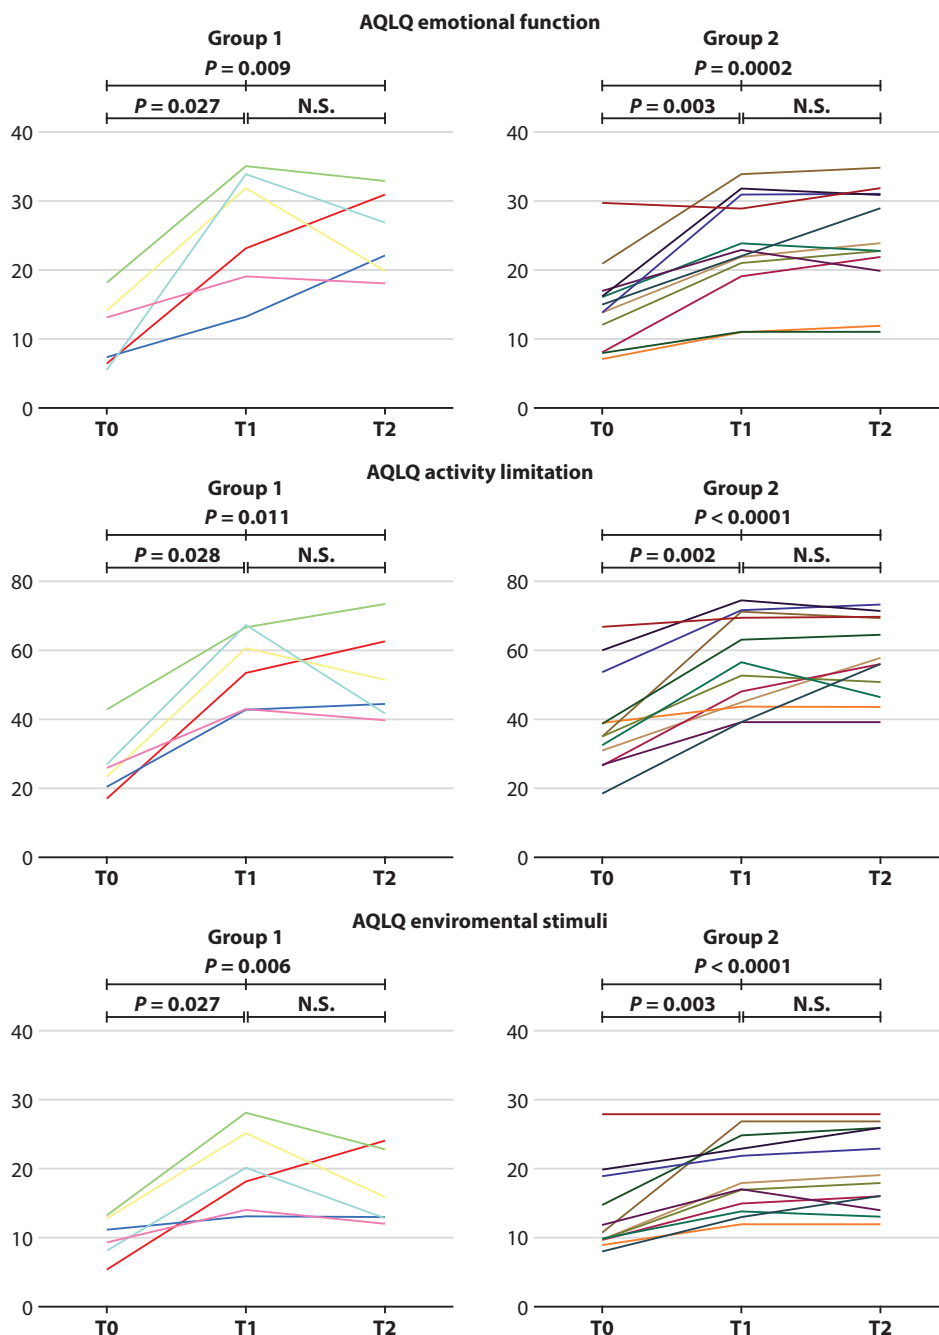 AQLQ emotional function
Group 1 Group 2
P = 0.009 P = 0.0002
P = 0.027 N.S. P = 0.003 N.S.
40 40
30 30
20 20
10 10
0 0
T0 T1 T2 T0 T1 T2
AQLQ activity limitation
Group 1 Group 2
P = 0.011 P < 0.0001
P = 0.028 N.S. P = 0.002 N.S.
80 80
60 60
40 40
20 20
0 0
T0 T1 T2 T0 T1 T2
AQLQ enviromental stimuli
Group 1 Group 2
P = 0.006 P < 0.0001
P = 0.027 N.S. P = 0.003 N.S.
40 40
30 30
20 20
10 10
0 0
T0 T1 T2 T0 T1 T2